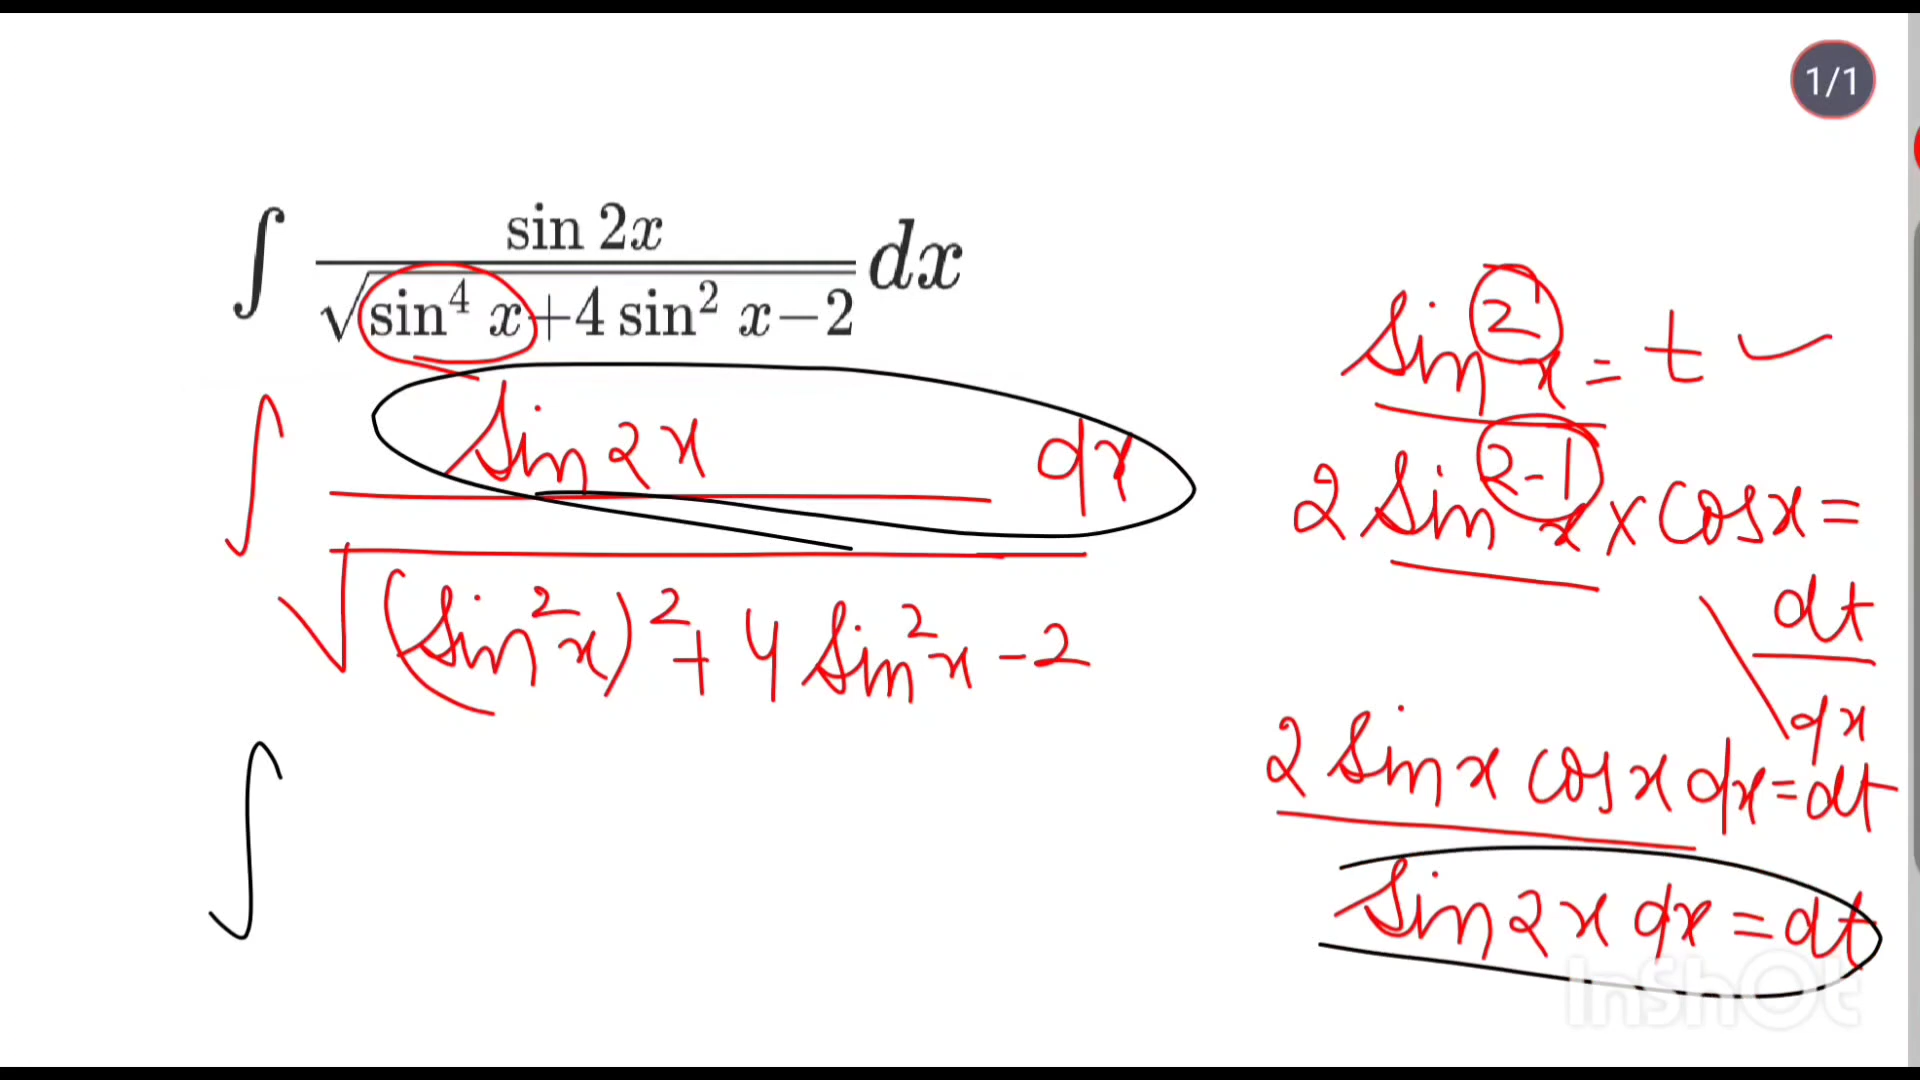 1/1
∫ sin 2x / √(sin⁴ x+4 sin² x−2) dx
∫ sin 2x dx / √((sin²x)² + 4 sin²x − 2)
∫
sin²x = t
2 sin²⁻¹x × cosx =
dt/dx
2 sinx cosx dx = dt
sin 2x dx = dt
InShOt